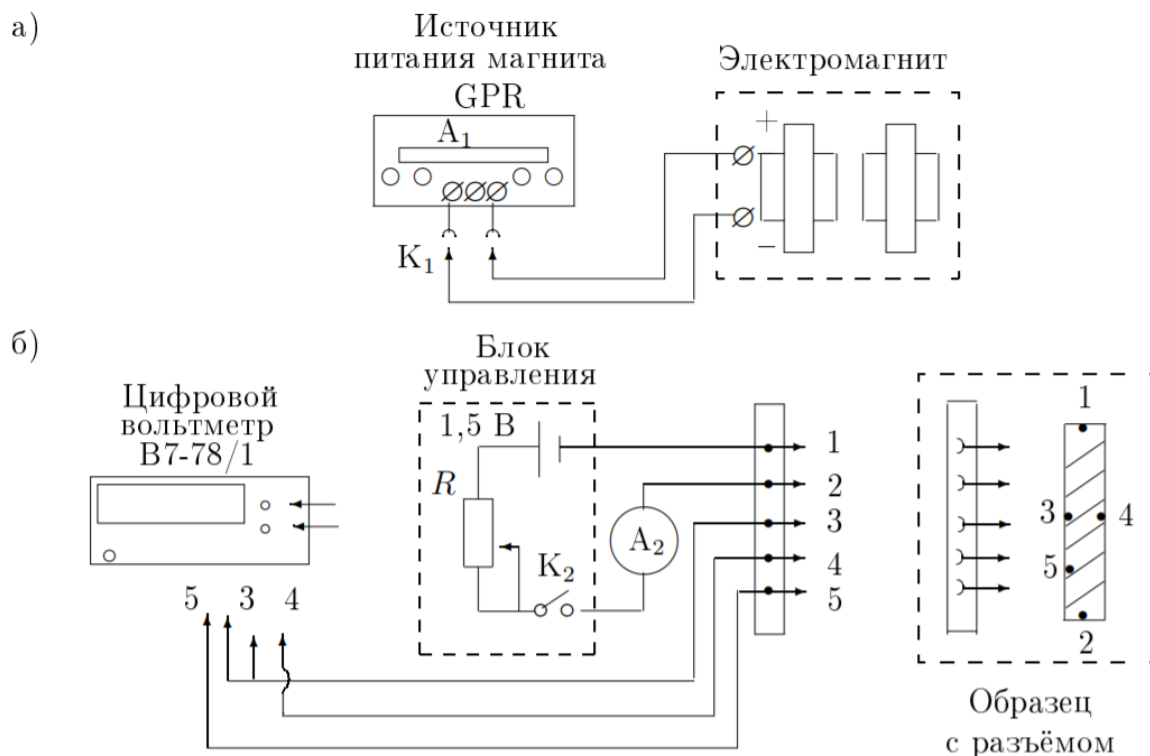 а)
Источник
питания магнита
GPR
A₁
K₁
Электромагнит
+
−
б)
Цифровой
вольтметр
В7-78/1
5 3 4
Блок
управления
1,5 В
R
K₂
A₂
1
2
3
4
5
1
3 4
5
2
Образец
с разъёмом